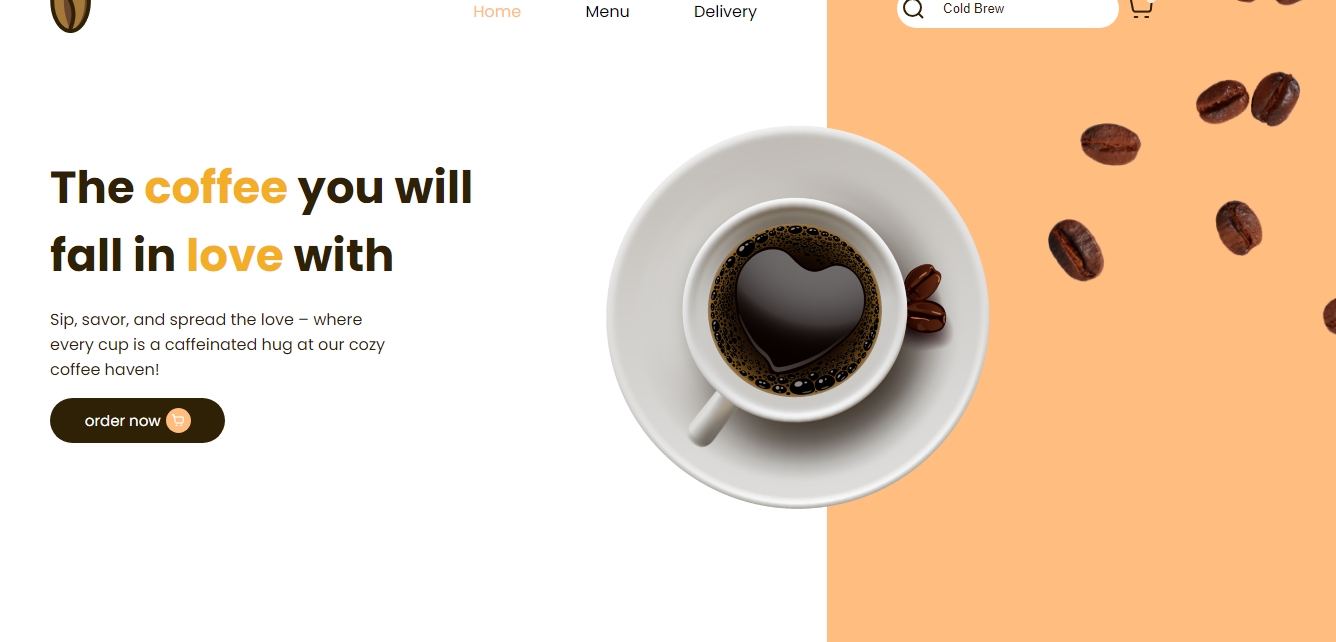 Home
Menu
Delivery
Cold Brew
The coffee you will
fall in love with
Sip, savor, and spread the love – where
every cup is a caffeinated hug at our cozy
coffee haven!
order now